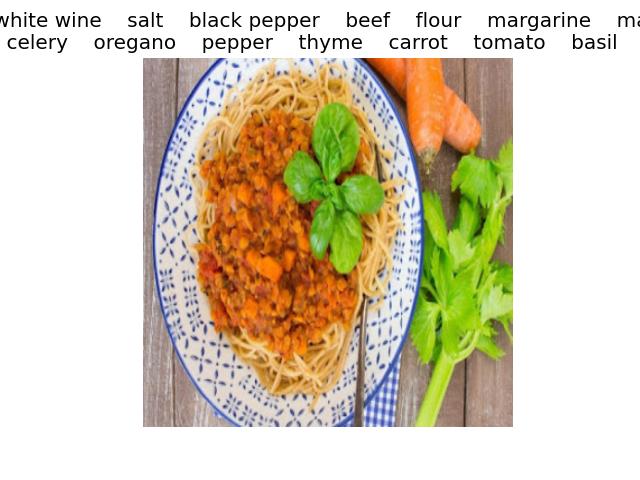 white wine salt black pepper beef flour margarine
celery oregano pepper thyme carrot tomato basil